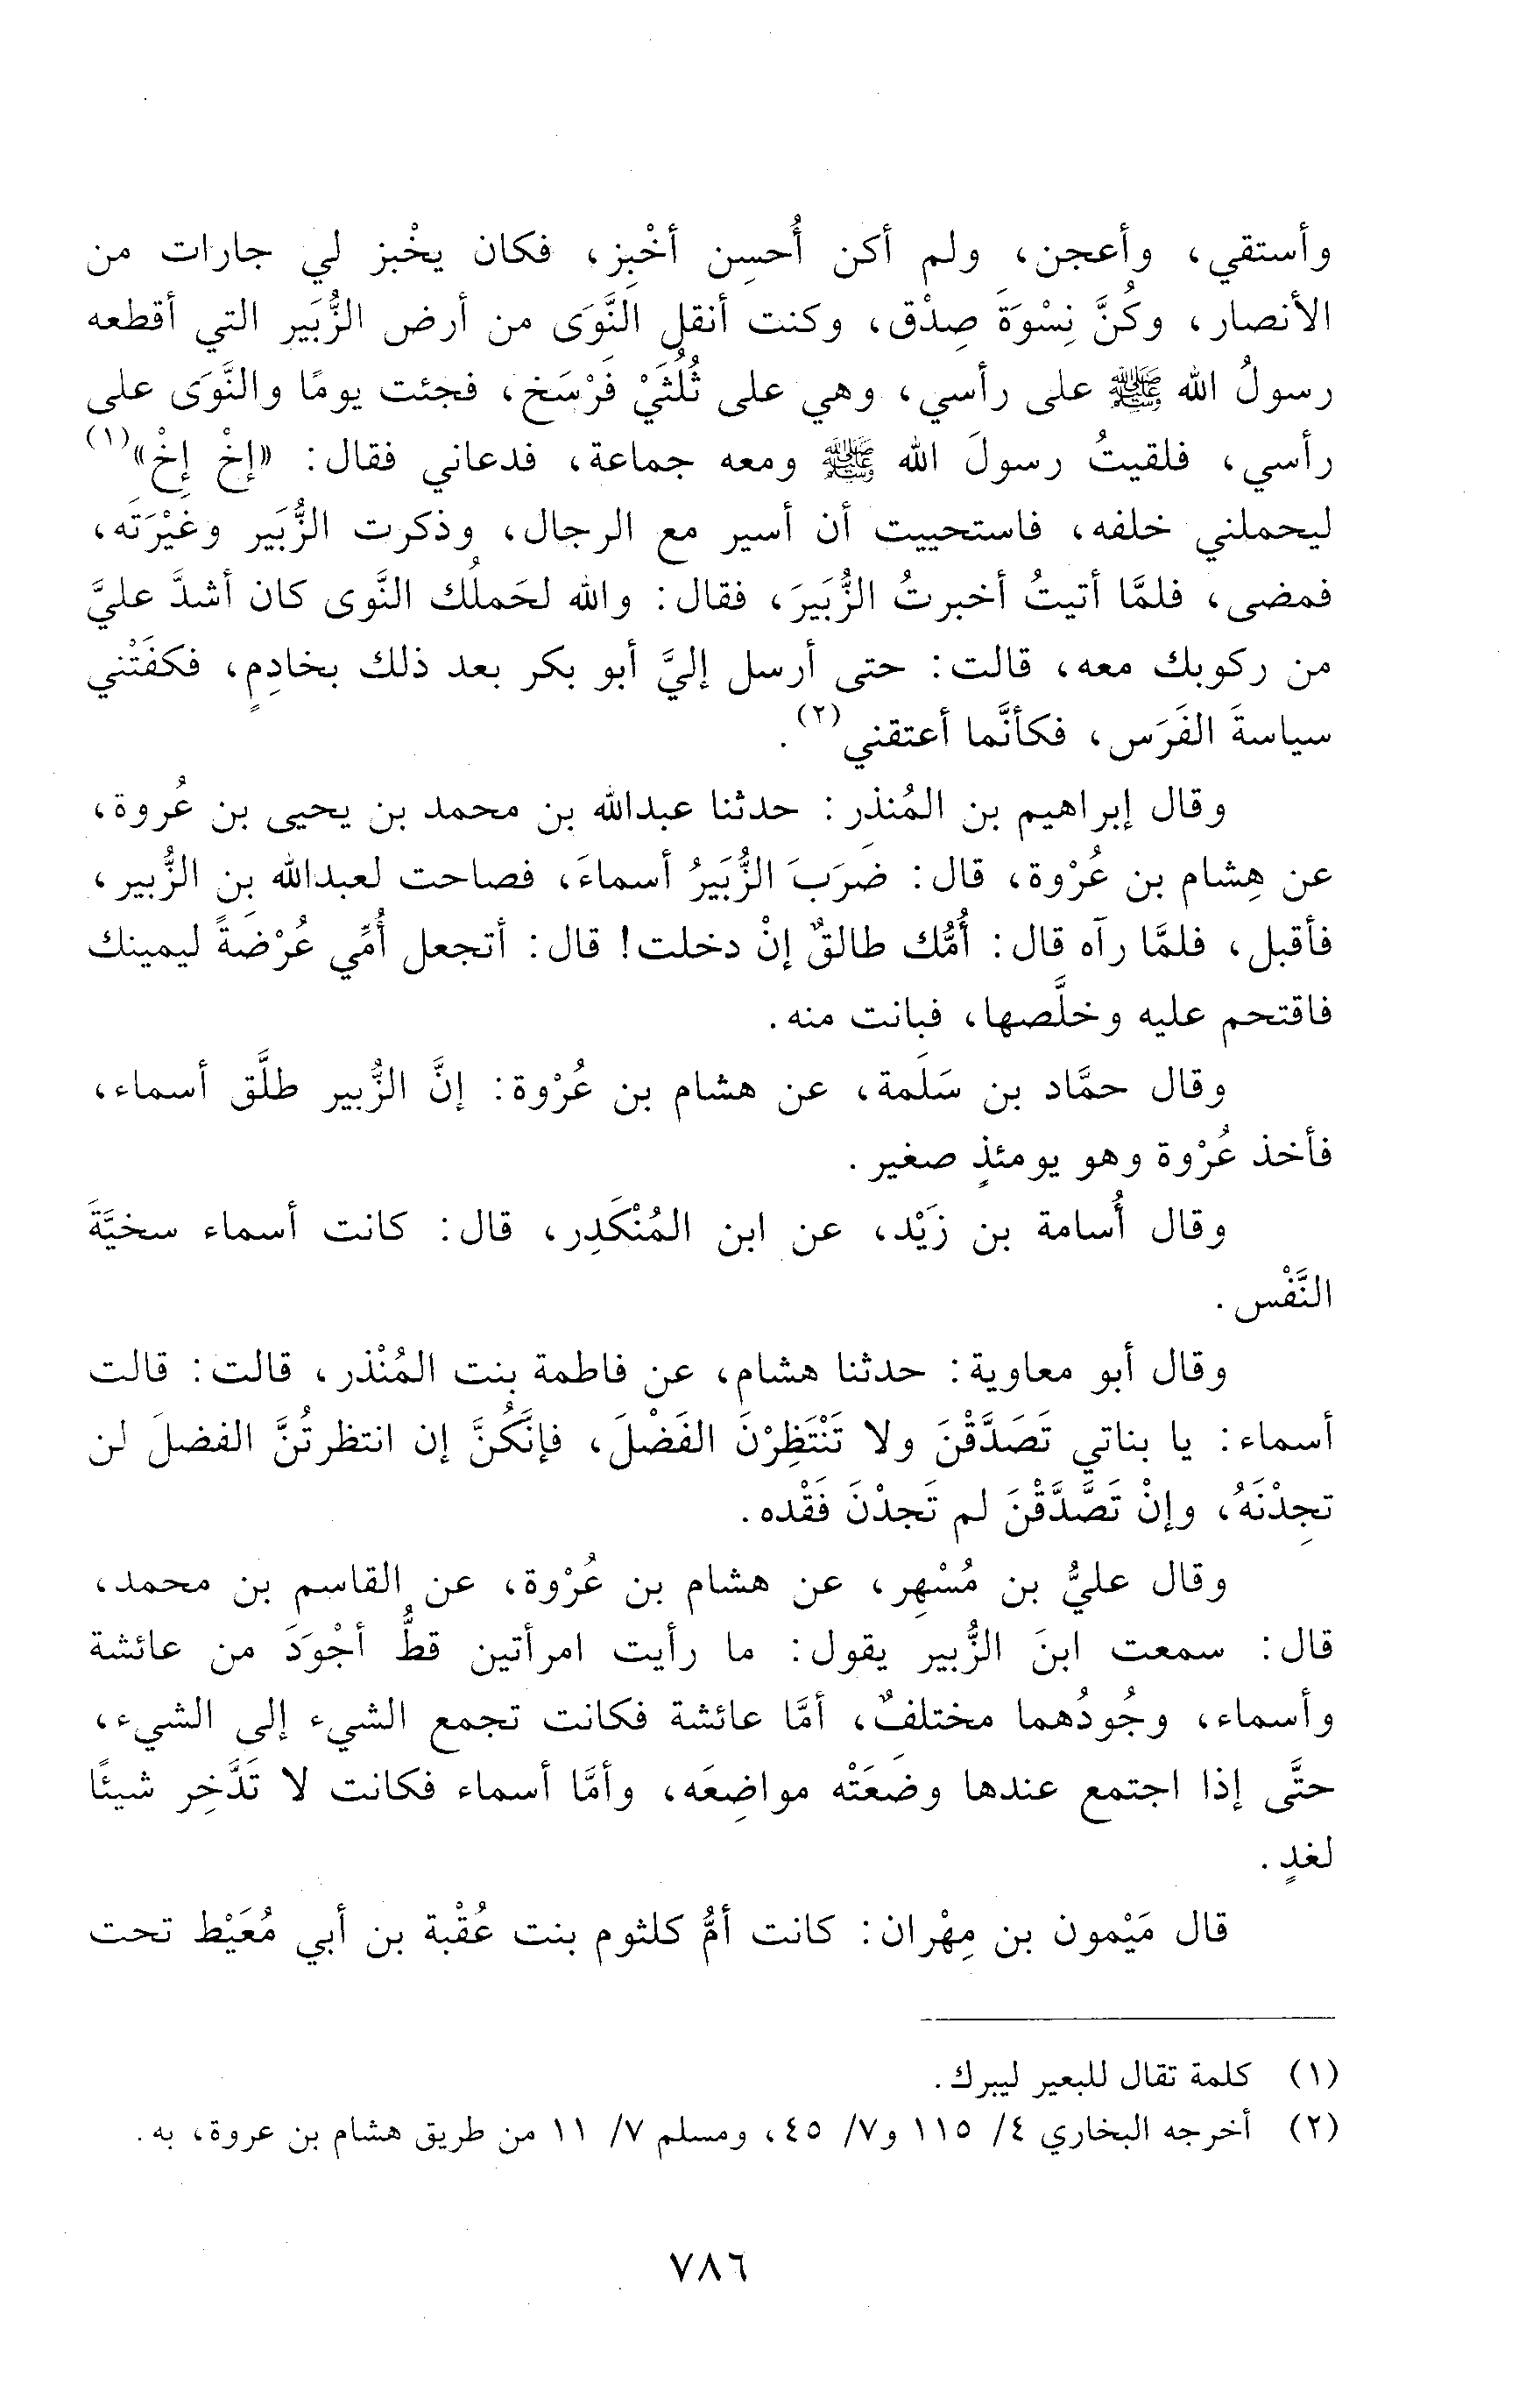 وأستقي، وأعجن، ولم أكن أُحسِن أخْبِز، فكان يخْبز لي جارات من
الأنصار، وكُنَّ نِسْوَةَ صِدْق، وكنت أنقل النَّوَى من أرض الزُّبَير التي أقطعه
رسولُ الله ﷺ على رأسي، وهي على ثُلُثَيْ فَرْسَخ، فجئت يومًا والنَّوَى على
رأسي، فلقيتُ رسولَ الله ﷺ ومعه جماعة، فدعاني فقال: «إخْ إخْ»(١)
ليحملني خلفه، فاستحييت أن أسير مع الرجال، وذكرت الزُّبَير وغَيْرَتَه،
فمضى، فلمَّا أتيتُ أخبرتُ الزُّبَيرَ، فقال: والله لحَملُك النَّوى كان أشدَّ عليَّ
من ركوبك معه، قالت: حتى أرسل إليَّ أبو بكر بعد ذلك بخادِمٍ، فكفَتْني
سياسةَ الفَرَس، فكأنَّما أعتقني(٢).
وقال إبراهيم بن المُنذِر: حدثنا عبدالله بن محمد بن يحيى بن عُروة،
عن هِشام بن عُرْوة، قال: ضرَبَ الزُّبَيرُ أسماءَ، فصاحت لعبدالله بن الزُّبير،
فأقبل، فلمَّا رآه قال: أُمُّك طالقٌ إنْ دخلت! قال: أتجعل أُمِّي عُرْضَةً ليمينك
فاقتحم عليه وخلَّصها، فبانت منه.
وقال حمَّاد بن سَلَمة، عن هشام بن عُرْوة: إنَّ الزُّبير طلَّق أسماء،
فأخذ عُرْوة وهو يومئذٍ صغير.
وقال أُسامة بن زَيْد، عن ابن المُنْكَدِر، قال: كانت أسماء سخيَّةَ
النَّفْس.
وقال أبو معاوية: حدثنا هشام، عن فاطمة بنت المُنْذر، قالت: قالت
أسماء: يا بناتي تَصَدَّقْنَ ولا تَنْتَظِرْنَ الفَضْلَ، فإنَّكُنَّ إن انتظرتُنَّ الفضلَ لن
تجِدْنَهُ، وإنْ تَصَّدَّقْنَ لم تَجدْنَ فَقْده.
وقال عليُّ بن مُسْهِر، عن هشام بن عُرْوة، عن القاسم بن محمد،
قال: سمعت ابنَ الزُّبير يقول: ما رأيت امرأتين قطُّ أجْوَدَ من عائشة
وأسماء، وجُودُهما مختلفٌ، أمَّا عائشة فكانت تجمع الشيء إلى الشيء،
حتَّى إذا اجتمع عندها وضَعَتْه مواضِعَه، وأمَّا أسماء فكانت لا تَدَّخِر شيئًا
لغدٍ.
قال مَيْمون بن مِهْران: كانت أمُّ كلثوم بنت عُقْبة بن أبي مُعَيْط تحت
(١) كلمة تقال للبعير ليبرك.
(٢) أخرجه البخاري ٤/ ١١٥ و٧/ ٤٥، ومسلم ٧/ ١١ من طريق هشام بن عروة، به.
٧٨٦